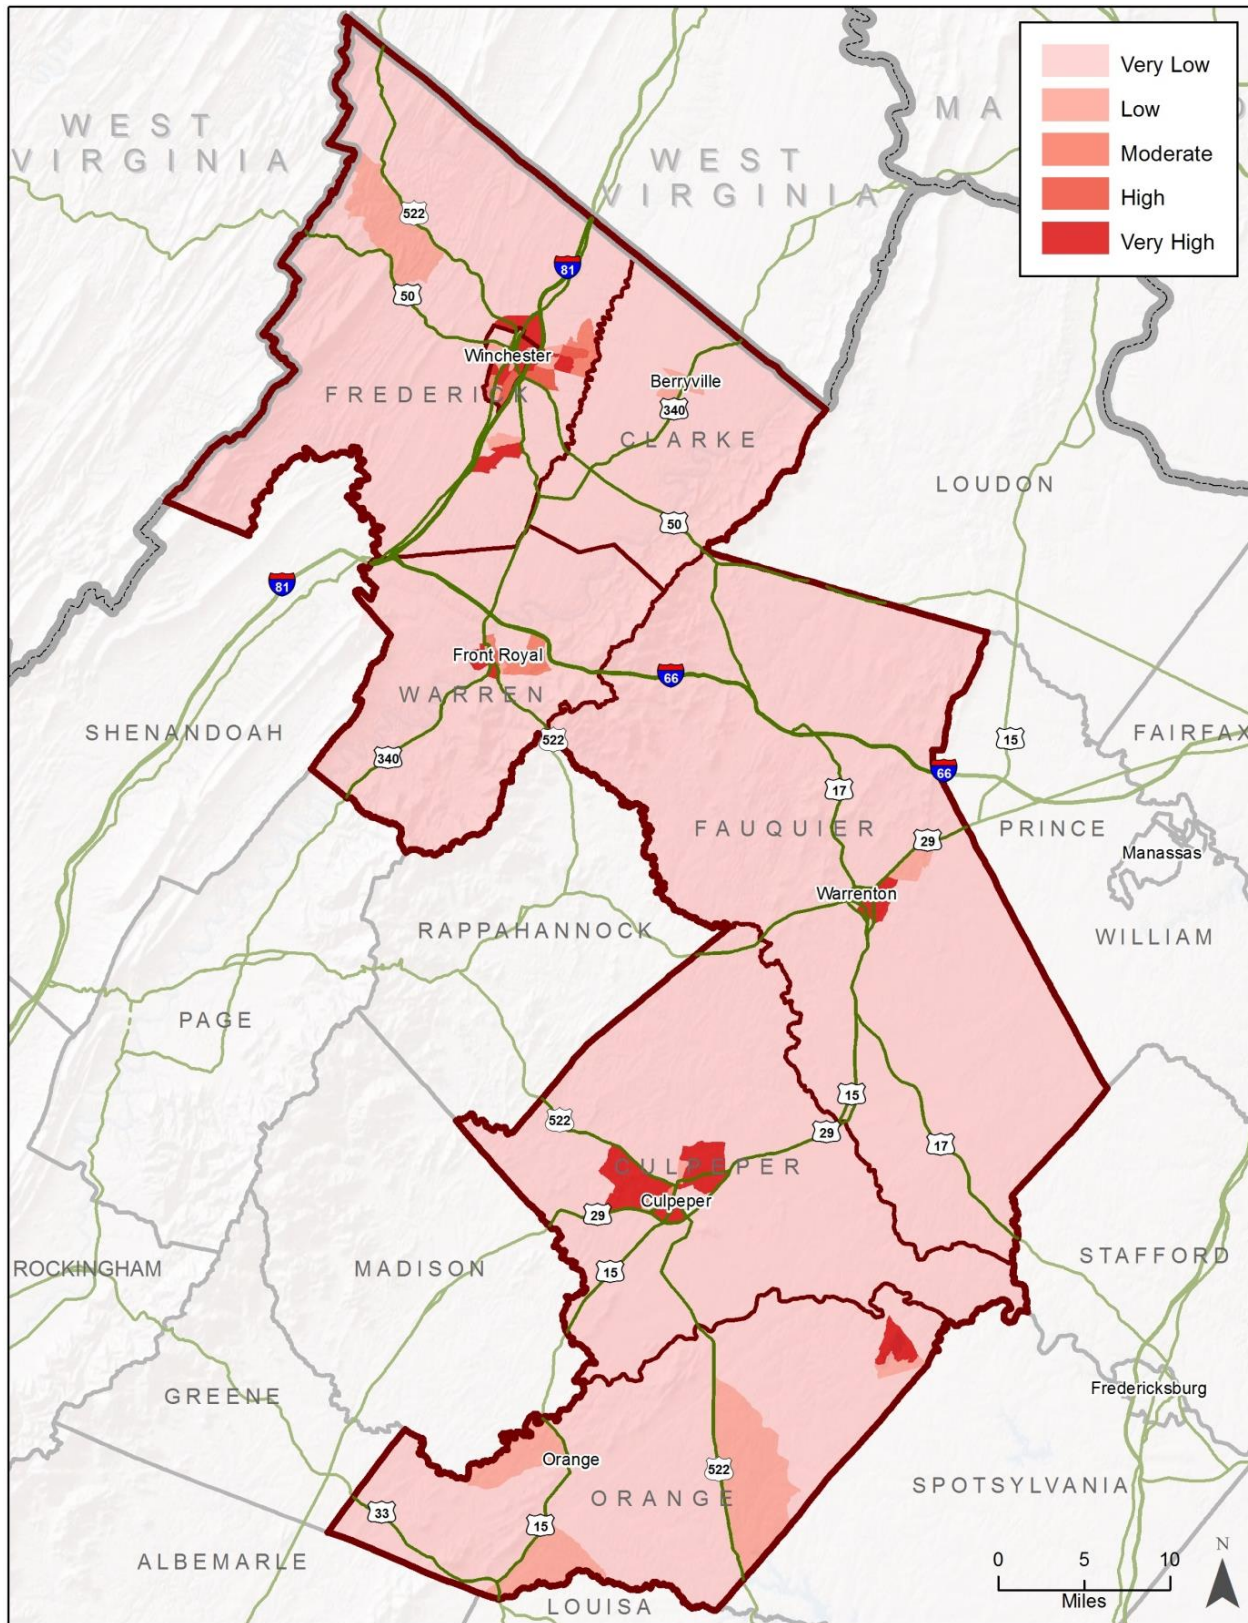 Very Low
Low
Moderate
High
Very High
WEST
VIRGINIA
WEST
VIRGINIA
MA
D
522
81
50
Winchester
FREDERICK
Berryville
340
CLARKE
LOUDON
50
81
Front Royal
WARREN
66
SHENANDOAH
522
15
FAIRFAX
340
66
17
FAUQUIER
29
PRINCE
Manassas
Warrenton
RAPPAHANNOCK
WILLIAM
PAGE
15
522
29
17
CULPEPER
Culpeper
29
STAFFORD
ROCKINGHAM
MADISON
15
GREENE
Fredericksburg
Orange
522
SPOTSYLVANIA
ORANGE
33
15
ALBEMARLE
LOUISA
N
0 5 10
Miles